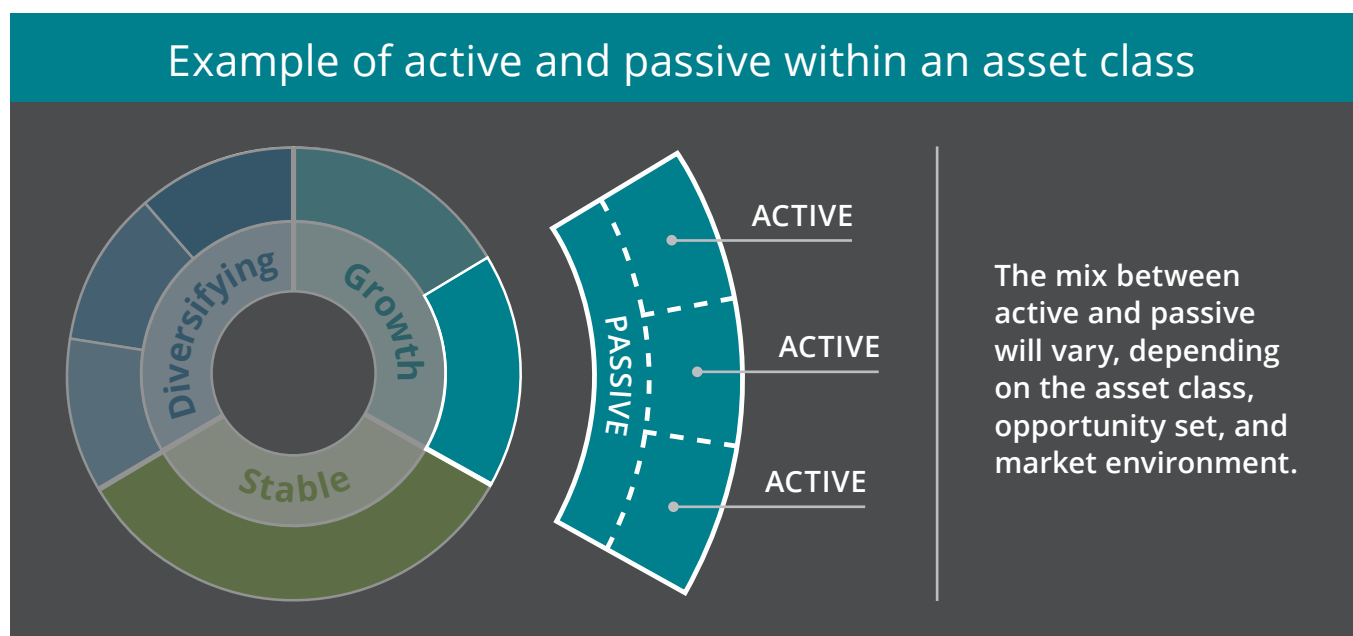 Example of active and passive within an asset class
Diversifying
Growth
Stable
PASSIVE
ACTIVE
ACTIVE
ACTIVE
The mix between
active and passive
will vary, depending
on the asset class,
opportunity set, and
market environment.